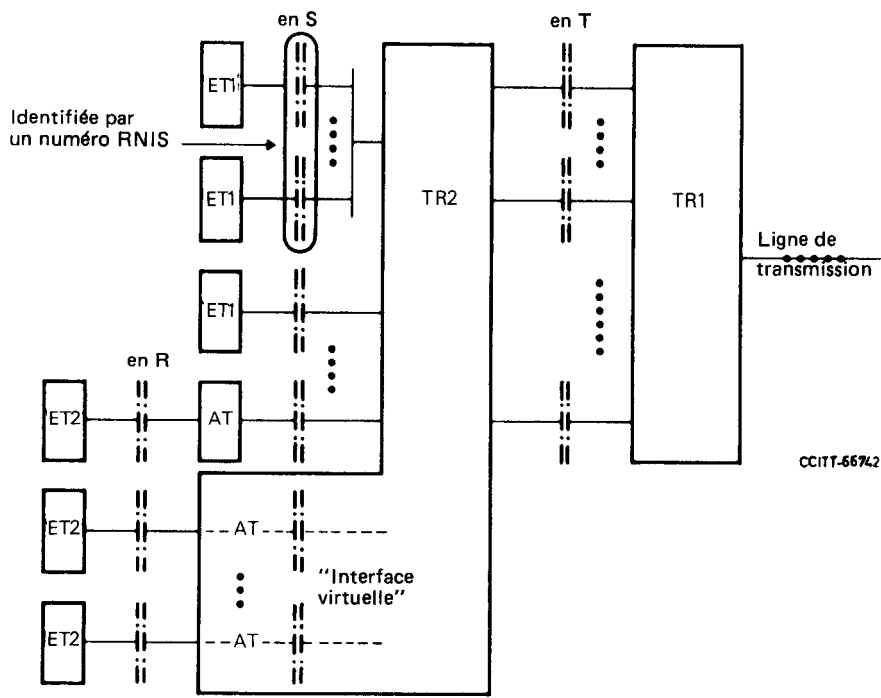 en S
en T
ET1
Identifiée par
un numéro RNIS
ET1
TR2
TR1
Ligne de
transmission
ET1
en R
ET2
AT
CCITT-66742
ET2
AT
"Interface
virtuelle"
ET2
AT